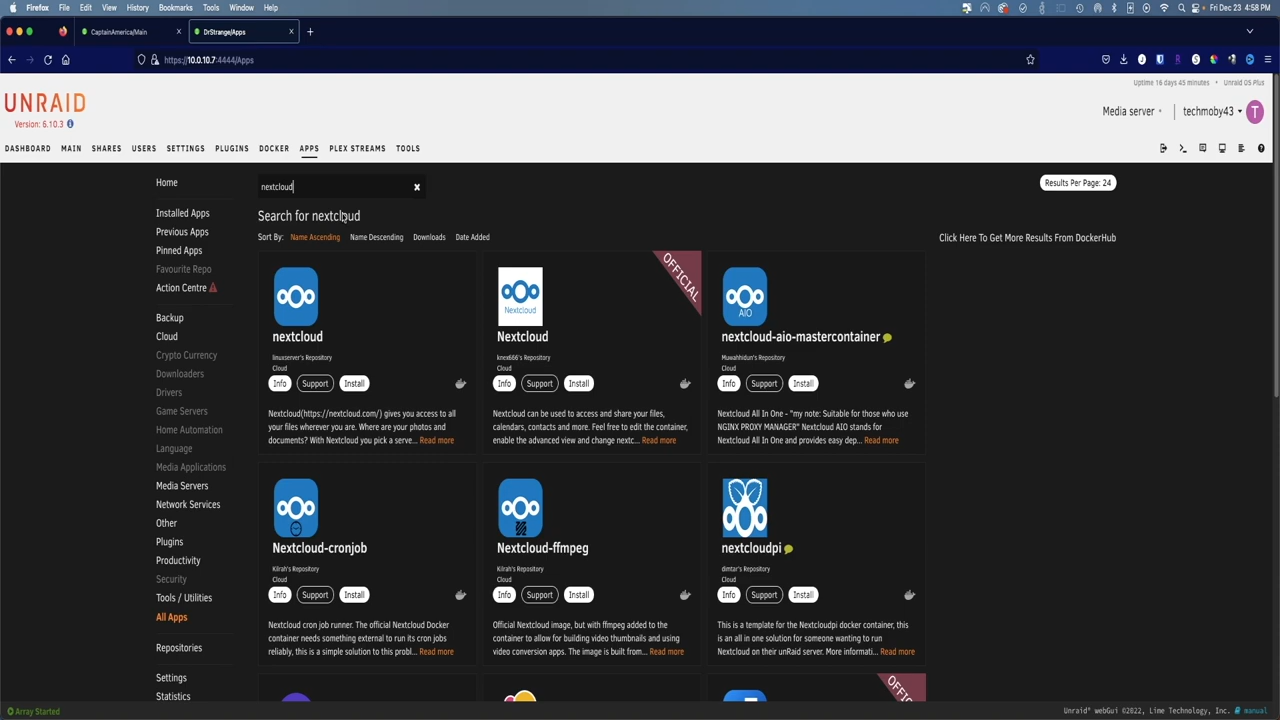 Firefox File Edit View History Bookmarks Tools Window Help Fri Dec 23 4:58 PM
CaptainAmerica/Main DrStrange/Apps
https://10.0.10.7:4444/Apps
Uptime 16 days 45 minutes • Unraid OS Plus
UNRAID
Version: 6.10.3
Media server techmoby43 T
DASHBOARD MAIN SHARES USERS SETTINGS PLUGINS DOCKER APPS PLEX STREAMS TOOLS
Home
Installed Apps
Previous Apps
Pinned Apps
Favourite Repo
Action Centre
Backup
Cloud
Crypto Currency
Downloaders
Drivers
Game Servers
Home Automation
Language
Media Applications
Media Servers
Network Services
Other
Plugins
Productivity
Security
Tools / Utilities
All Apps
Repositories
Settings
Statistics
nextcloud
Results Per Page: 24
Search for nextcloud
Sort By: Name Ascending Name Descending Downloads Date Added
Click Here To Get More Results From DockerHub
nextcloud
linuxserver's Repository
Cloud
Info Support Install
Nextcloud(https://nextcloud.com/) gives you access to all
your files wherever you are. Where are your photos and
documents? With Nextcloud you pick a serve... Read more
OFFICIAL
Nextcloud
Nextcloud
knex666's Repository
Cloud
Info Support Install
Nextcloud can be used to access and share your files,
calendars, contacts and more. Feel free to edit the container,
enable the advanced view and change nextc... Read more
AIO
nextcloud-aio-mastercontainer
Muwahhidun's Repository
Cloud
Info Support Install
Nextcloud All In One - "my note: Suitable for those who use
NGINX PROXY MANAGER" Nextcloud AIO stands for
Nextcloud All In One and provides easy dep... Read more
Nextcloud-cronjob
Kilrah's Repository
Cloud
Info Support Install
Nextcloud cron job runner. The official Nextcloud Docker
container needs something external to run its cron jobs
reliably, this is a simple solution to this probl... Read more
Nextcloud-ffmpeg
Kilrah's Repository
Cloud
Info Support Install
Official Nextcloud image, but with ffmpeg added to the
container to allow for building video thumbnails and using
video conversion apps. The image is built from... Read more
nextcloudpi
dimtar's Repository
Cloud
Info Support Install
This is a template for the Nextcloudpi docker container, this
is an all in one solution for someone wanting to run
Nextcloud on their unRaid server. More informati... Read more
Array Started
Unraid® webGui ©2022, Lime Technology, Inc. manual